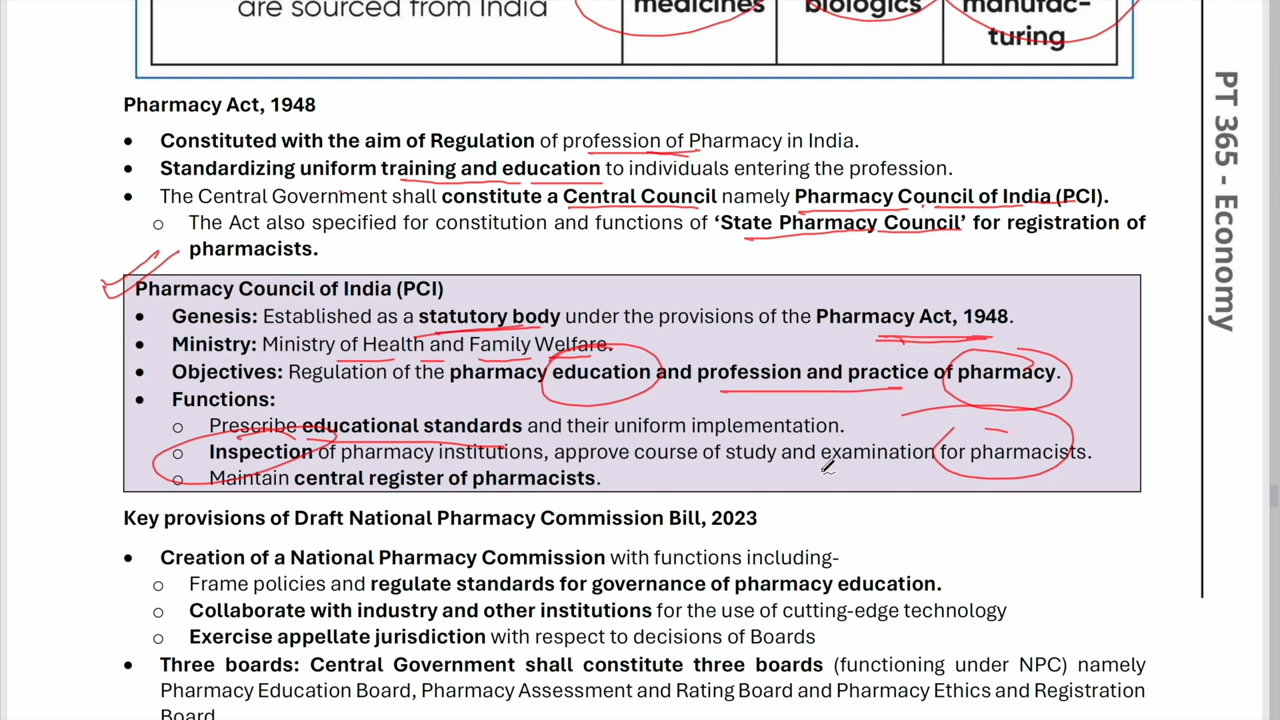 are sourced from India
medicines
biologics
manufac-
turing
Pharmacy Act, 1948
• Constituted with the aim of Regulation of profession of Pharmacy in India.
• Standardizing uniform training and education to individuals entering the profession.
• The Central Government shall constitute a Central Council namely Pharmacy Council of India (PCI).
o The Act also specified for constitution and functions of ‘State Pharmacy Council’ for registration of
pharmacists.
Pharmacy Council of India (PCI)
• Genesis: Established as a statutory body under the provisions of the Pharmacy Act, 1948.
• Ministry: Ministry of Health and Family Welfare.
• Objectives: Regulation of the pharmacy education and profession and practice of pharmacy.
• Functions:
o Prescribe educational standards and their uniform implementation.
o Inspection of pharmacy institutions, approve course of study and examination for pharmacists.
o Maintain central register of pharmacists.
Key provisions of Draft National Pharmacy Commission Bill, 2023
• Creation of a National Pharmacy Commission with functions including-
o Frame policies and regulate standards for governance of pharmacy education.
o Collaborate with industry and other institutions for the use of cutting-edge technology
o Exercise appellate jurisdiction with respect to decisions of Boards
• Three boards: Central Government shall constitute three boards (functioning under NPC) namely
Pharmacy Education Board, Pharmacy Assessment and Rating Board and Pharmacy Ethics and Registration
Board
PT 365 - Economy